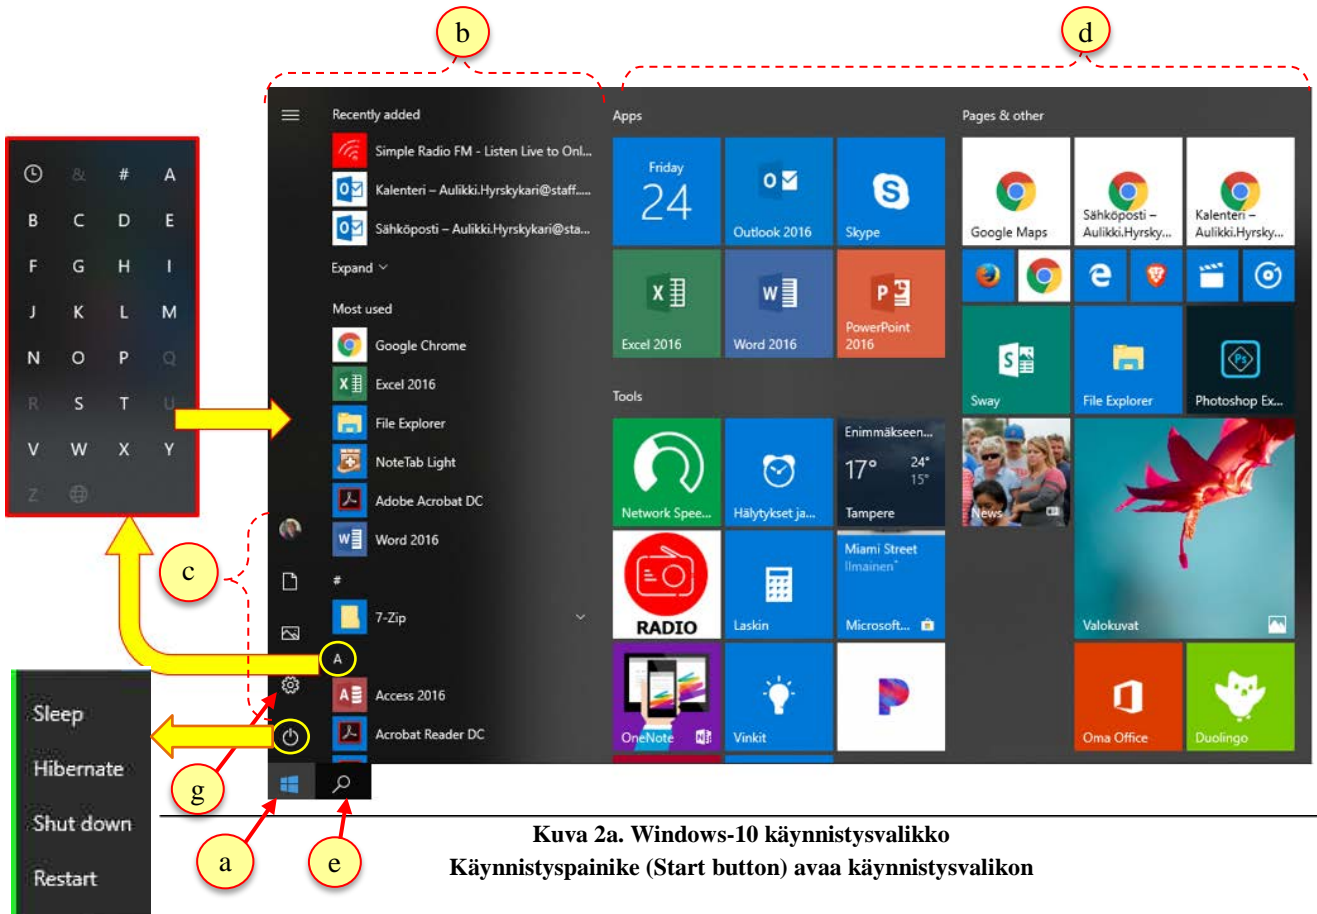 b
d
Recently added
Simple Radio FM - Listen Live to Onl...
Kalenteri – Aulikki.Hyrskykari@staff.....
Sähköposti – Aulikki.Hyrskykari@sta...
Expand
Most used
Google Chrome
Excel 2016
File Explorer
NoteTab Light
Adobe Acrobat DC
Word 2016
#
7-Zip
A
Access 2016
Acrobat Reader DC
& # A
B C D E
F G H I
J K L M
N O P Q
R S T U
V W X Y
Z
c
Sleep
Hibernate
Shut down
Restart
g
a
e
Apps
Friday
24
Outlook 2016
Skype
Excel 2016
Word 2016
PowerPoint
2016
Tools
Network Spee...
Hälytykset ja...
Enimmäkseen...
17° 24°
15°
Tampere
RADIO
Laskin
Miami Street
Ilmainen*
Microsoft...
OneNote
Vinkit
Pages & other
Google Maps
Sähköposti –
Aulikki.Hyrsky...
Kalenteri –
Aulikki.Hyrsky...
Sway
File Explorer
Ps
Photoshop Ex...
News
Valokuvat
Oma Office
Duolingo
Kuva 2a. Windows-10 käynnistysvalikko
Käynnistyspainike (Start button) avaa käynnistysvalikon